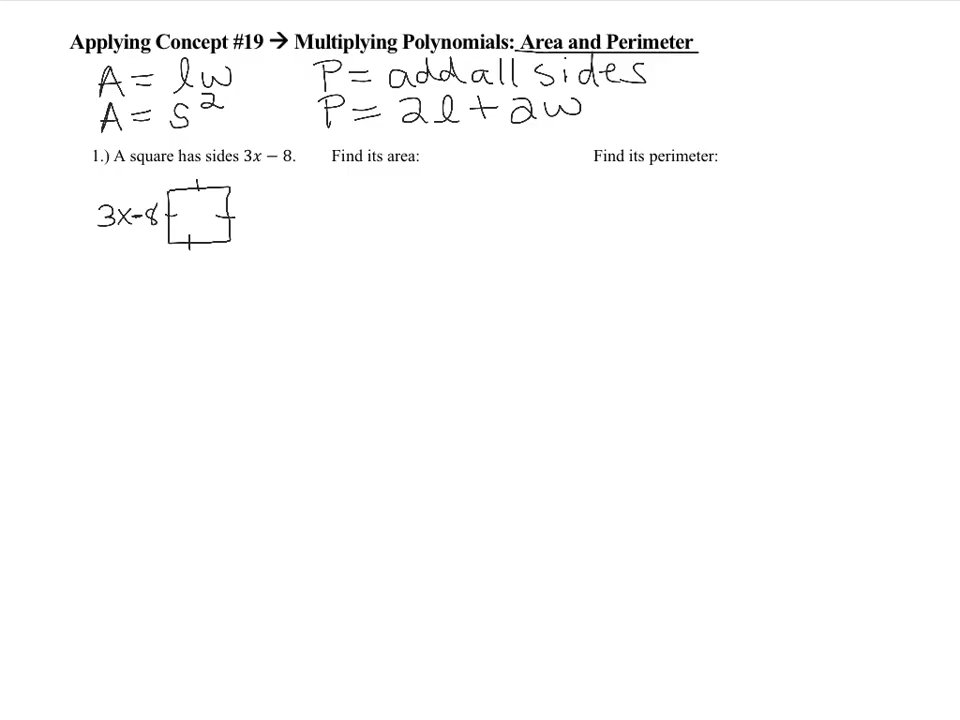 Applying Concept #19 → Multiplying Polynomials: Area and Perimeter
A = lw P = add all sides
A = s² P = 2l + 2w
1.) A square has sides 3x − 8. Find its area: Find its perimeter:
3x-8